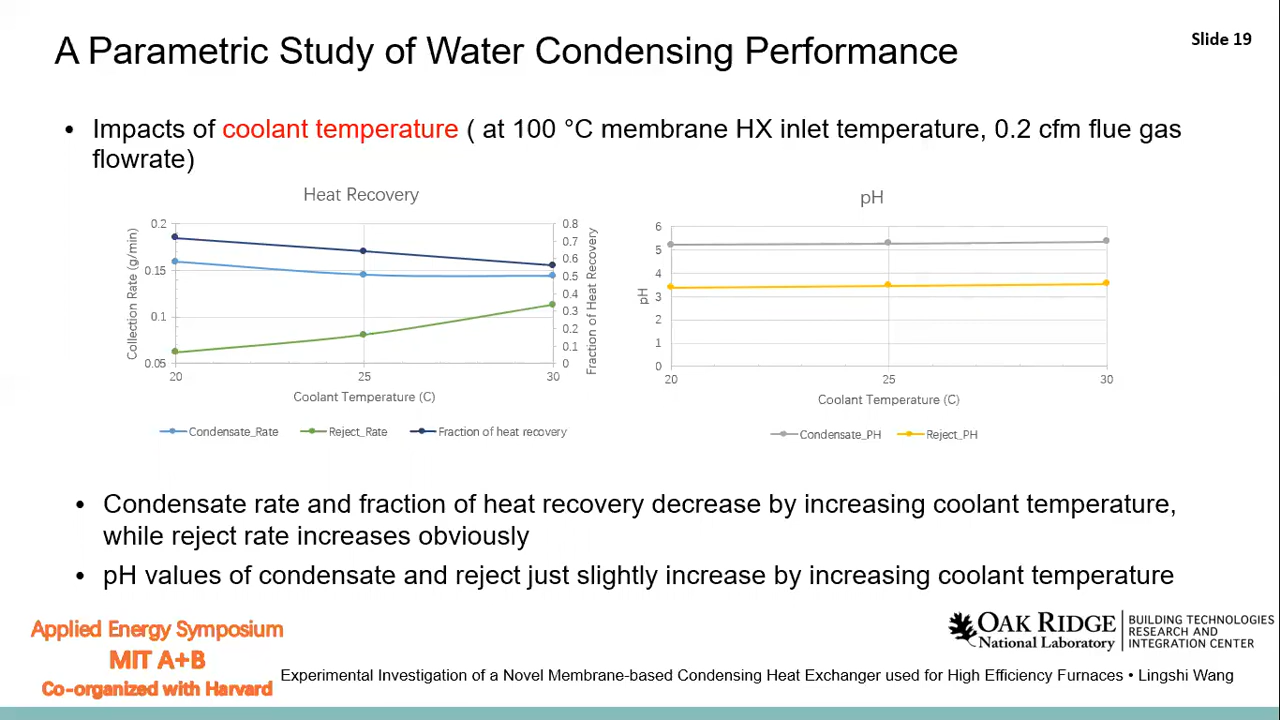 A Parametric Study of Water Condensing Performance
Slide 19
• Impacts of coolant temperature ( at 100 °C membrane HX inlet temperature, 0.2 cfm flue gas
flowrate)
Heat Recovery
Collection Rate (g/min)
0.2
0.15
0.1
0.05
0.8
0.7
0.6
0.5
0.4
0.3
0.2
0.1
0
Fraction of Heat Recovery
20 25 30
Coolant Temperature (C)
Condensate_Rate Reject_Rate Fraction of heat recovery
pH
pH
6
5
4
3
2
1
0
20 25 30
Coolant Temperature (C)
Condensate_PH Reject_PH
• Condensate rate and fraction of heat recovery decrease by increasing coolant temperature,
while reject rate increases obviously
• pH values of condensate and reject just slightly increase by increasing coolant temperature
Applied Energy Symposium
MIT A+B
Co-organized with Harvard
OAK RIDGE
National Laboratory
BUILDING TECHNOLOGIES
RESEARCH AND
INTEGRATION CENTER
Experimental Investigation of a Novel Membrane-based Condensing Heat Exchanger used for High Efficiency Furnaces • Lingshi Wang